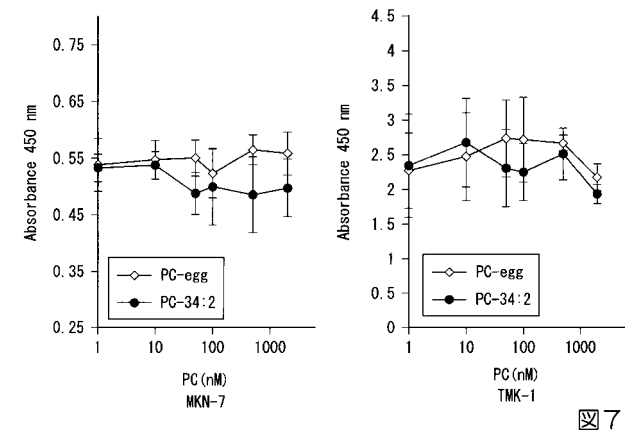 Absorbance 450 nm
0.75
0.65
0.55
0.45
0.35
0.25
PC-egg
PC-34:2
1
10
100
1000
PC(nM)
MKN-7
Absorbance 450 nm
4.5
4
3.5
3
2.5
2
1.5
1
0.5
0
PC-egg
PC-34:2
1
10
100
1000
PC(nM)
TMK-1
図7